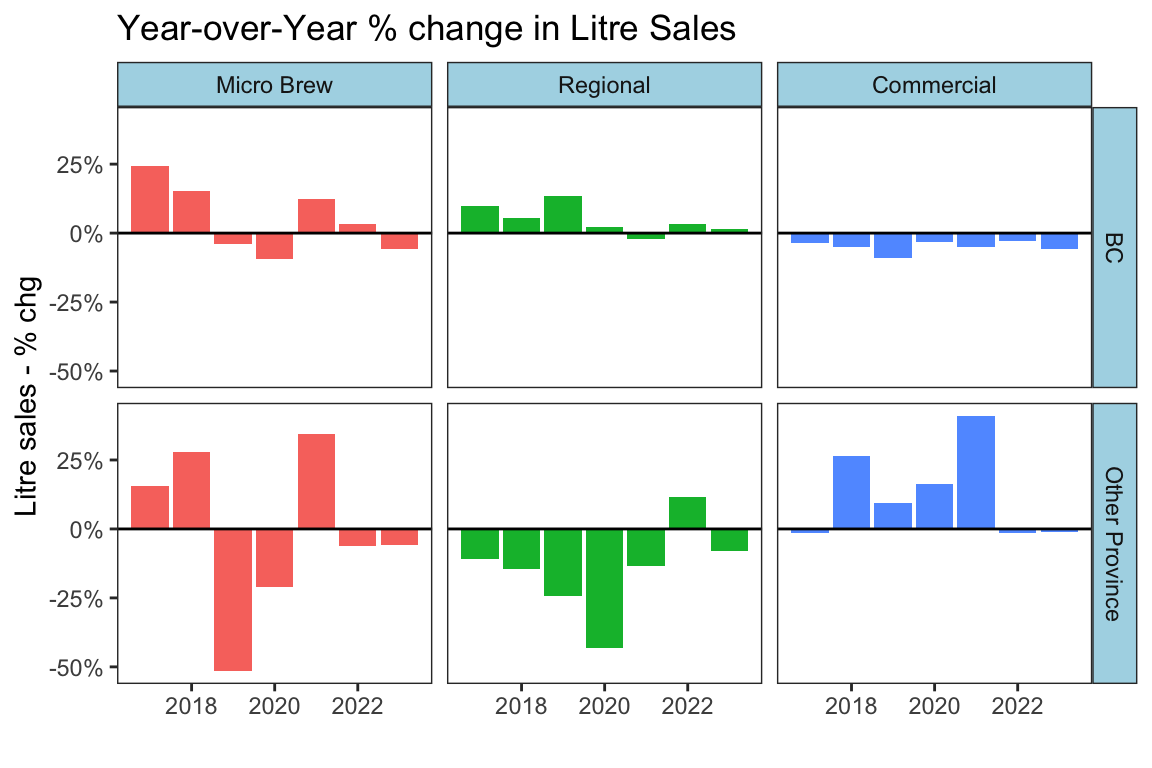 Year-over-Year % change in Litre Sales
Micro Brew
Regional
Commercial
25%
0%
-25%
-50%
BC
Litre sales - % chg
25%
0%
-25%
-50%
Other Province
2018 2020 2022
2018 2020 2022
2018 2020 2022